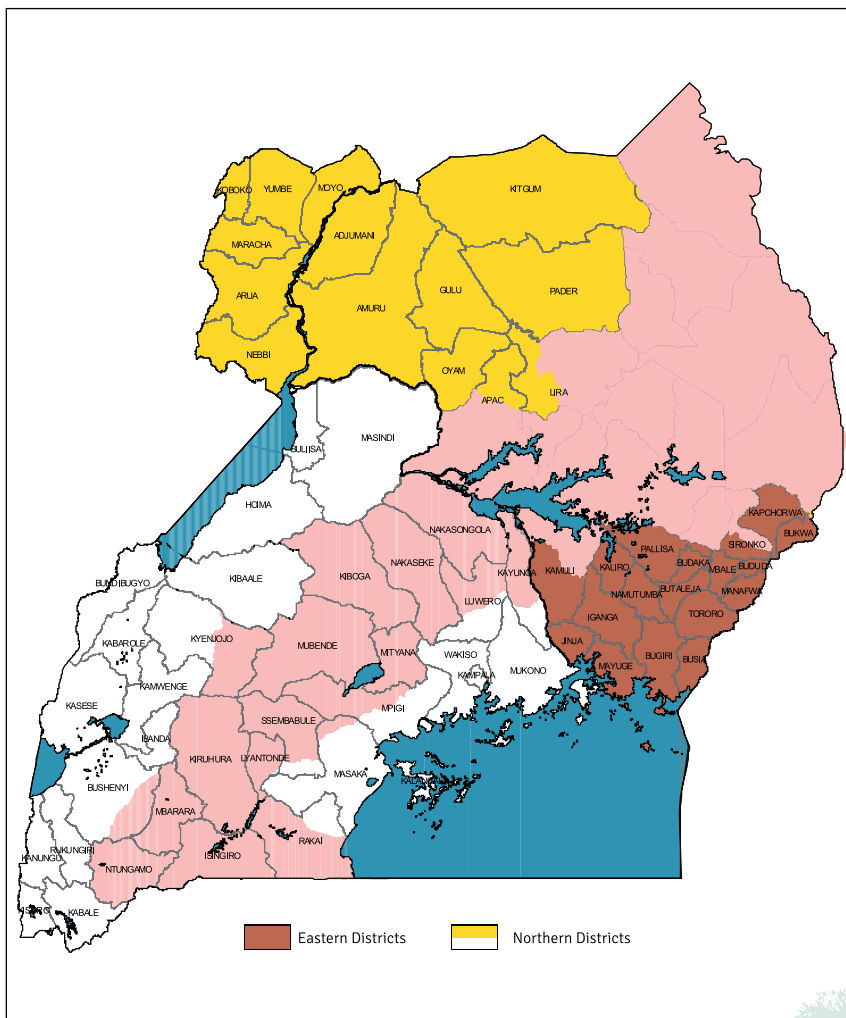 KOBOKO
YUMBE
MOYO
KITGUM
ADJUMANI
MARACHA
ARUA
GULU
PADER
AMURU
NEBBI
OYAM
APAC
LIRA
MASINDI
BULIISA
HOIMA
KAPCHORWA
BUKWA
NAKASONGOLA
SIRONKO
PALLISA
BUDAKA
MBALE
BUDUDA
KAMULI
KALIRO
NAKASEKE
KAYUNGA
KIBOGA
KIBAALE
BUNDIBUGYO
BUTALEJA
MANAFWA
NAMUTUMBA
LUWERO
TORORO
IGANGA
KYENJOJO
KABAROLE
MUBENDE
MITYANA
JINJA
WAKISO
BUGIRI
BUSIA
MAYUGE
MUKONO
KAMPALA
KAMWENGE
KASESE
MPIGI
SSEMBABULE
IBANDA
KIRUHURA
LYANTONDE
MASAKA
BUSHENYI
MBARARA
RAKAI
RUKUNGIRI
KANUNGU
ISINGIRO
NTUNGAMO
KABALE
Eastern Districts
Northern Districts